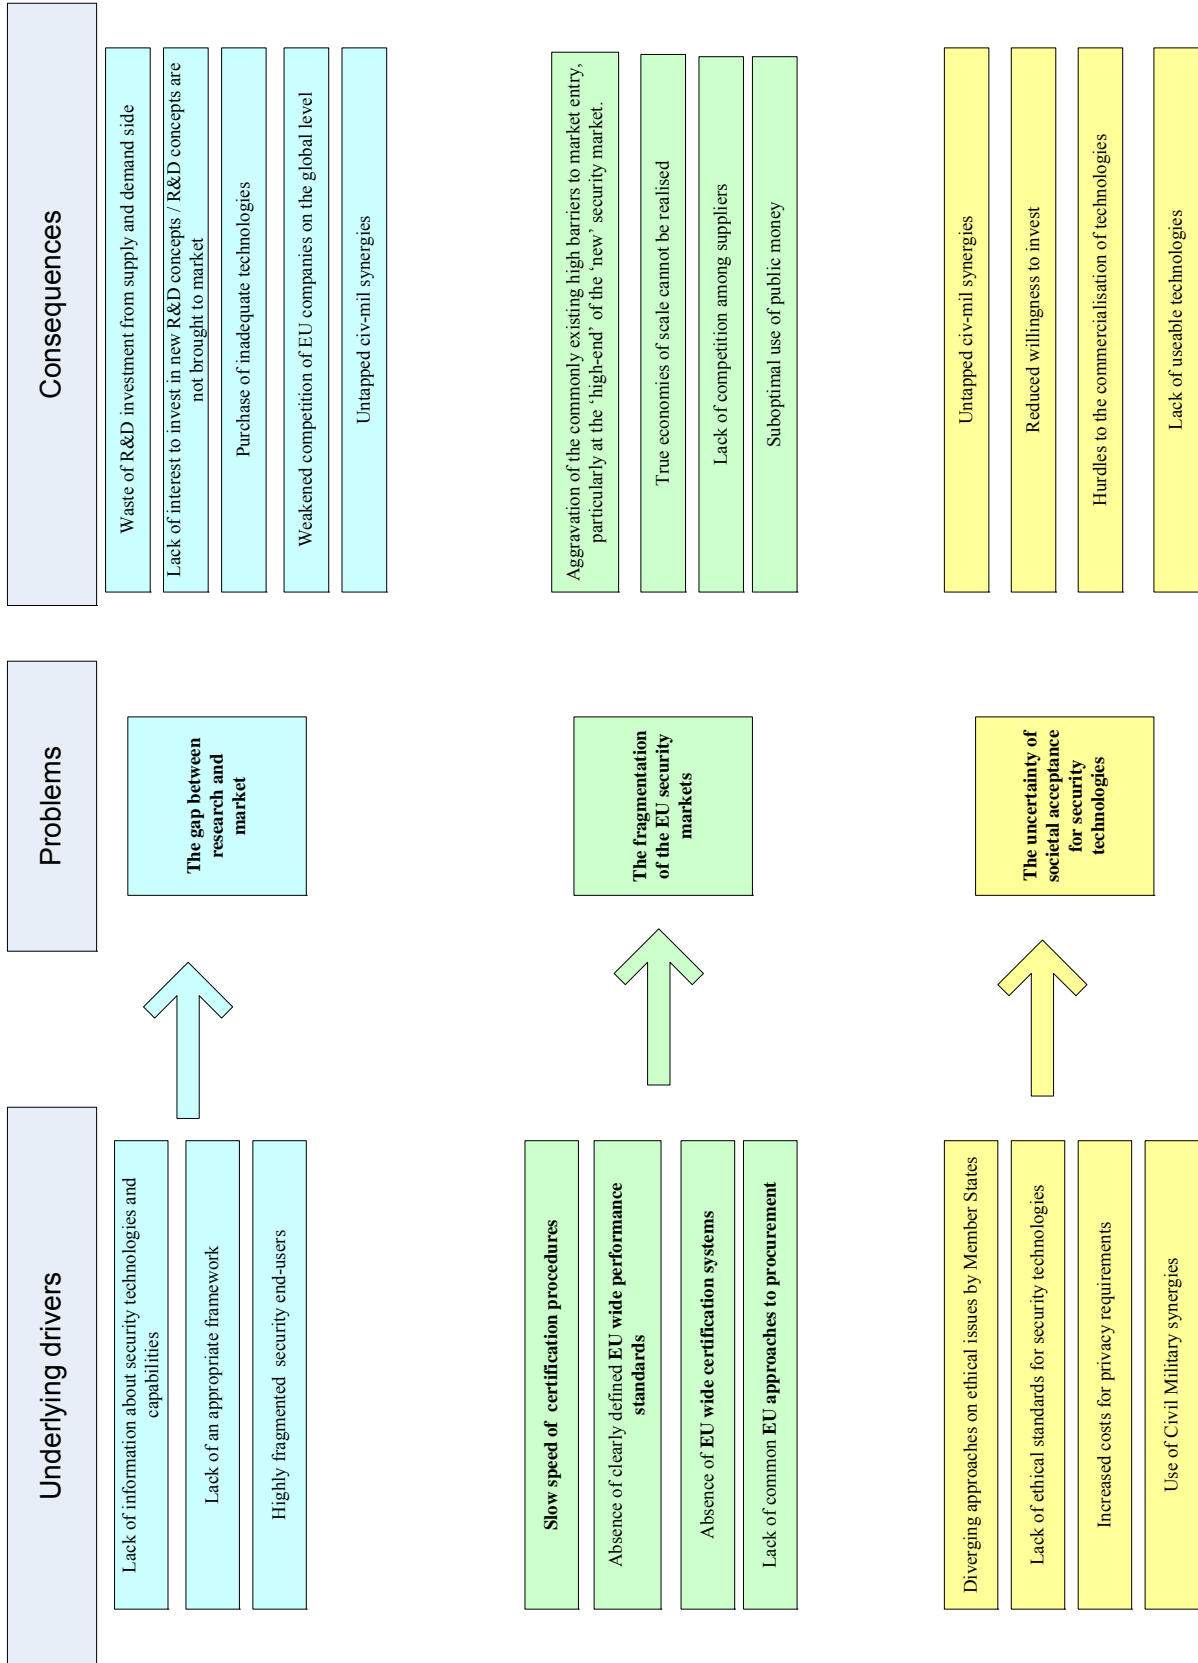 Underlying drivers
Problems
Consequences
Lack of information about security technologies and
capabilities
Lack of an appropriate framework
Highly fragmented security end-users
The gap between
research and
market
Waste of R&D investment from supply and demand side
Lack of interest to invest in new R&D concepts / R&D concepts are
not brought to market
Purchase of inadequate technologies
Weakened competition of EU companies on the global level
Untapped civ-mil synergies
Slow speed of certification procedures
Absence of clearly defined EU wide performance
standards
Absence of EU wide certification systems
Lack of common EU approaches to procurement
The fragmentation
of the EU security
markets
Aggravation of the commonly existing high barriers to market entry,
particularly at the ‘high-end’ of the ‘new’ security market.
True economies of scale cannot be realised
Lack of competition among suppliers
Suboptimal use of public money
Diverging approaches on ethical issues by Member States
Lack of ethical standards for security technologies
Increased costs for privacy requirements
Use of Civil Military synergies
The uncertainty of
societal acceptance
for security
technologies
Untapped civ-mil synergies
Reduced willingness to invest
Hurdles to the commercialisation of technologies
Lack of useable technologies